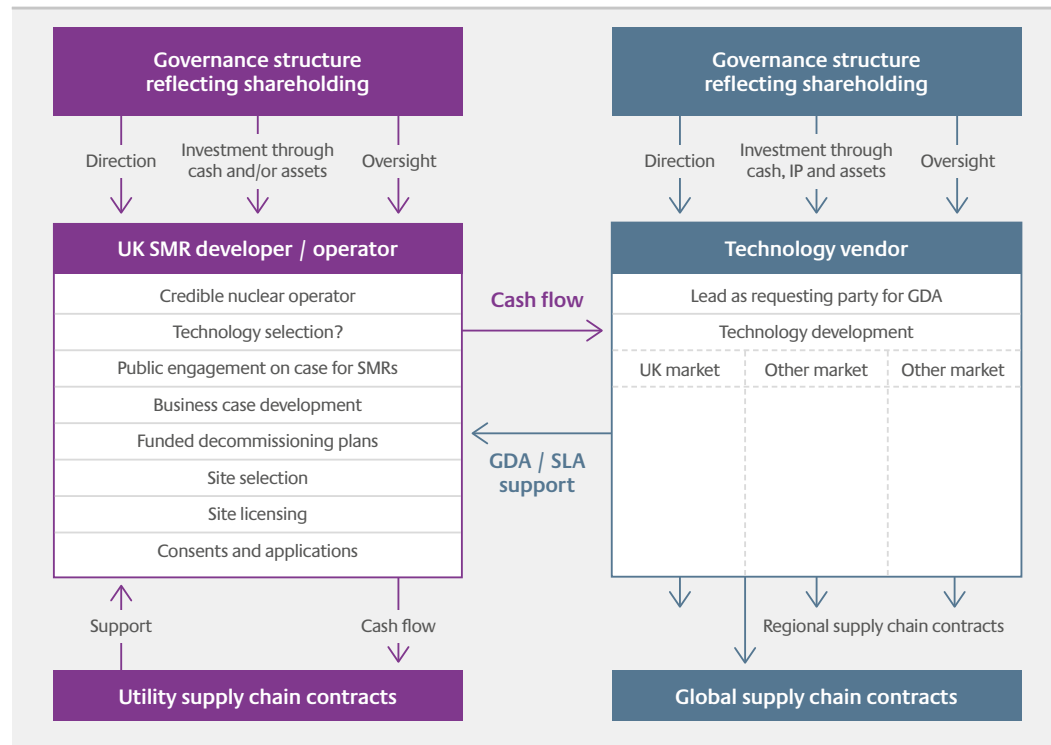 Governance structure
reflecting shareholding
Direction
Investment through
cash and/or assets
Oversight
UK SMR developer / operator
Credible nuclear operator
Technology selection?
Public engagement on case for SMRs
Business case development
Funded decommissioning plans
Site selection
Site licensing
Consents and applications
Support
Cash flow
Utility supply chain contracts
Cash flow
GDA / SLA
support
Governance structure
reflecting shareholding
Direction
Investment through
cash, IP and assets
Oversight
Technology vendor
Lead as requesting party for GDA
Technology development
UK market
Other market
Other market
Regional supply chain contracts
Global supply chain contracts